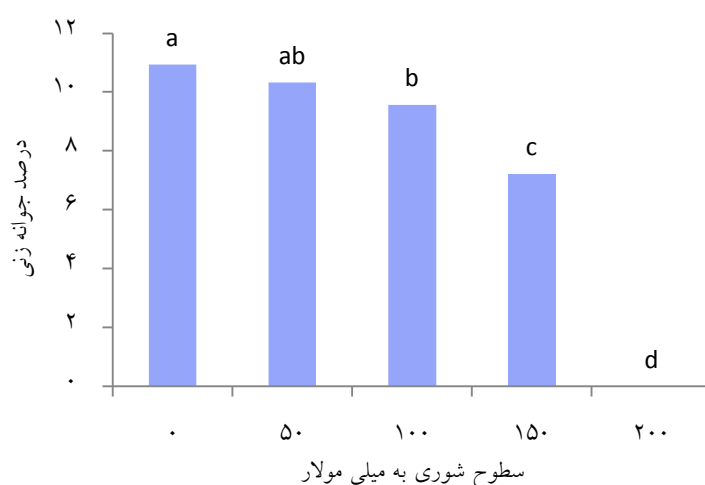 درصد جوانه زنی
۱۲
۱۰
۸
۶
۴
۲
۰
a
ab
b
c
d
۰ ۵۰ ۱۰۰ ۱۵۰ ۲۰۰
سطوح شوری به میلی مولار